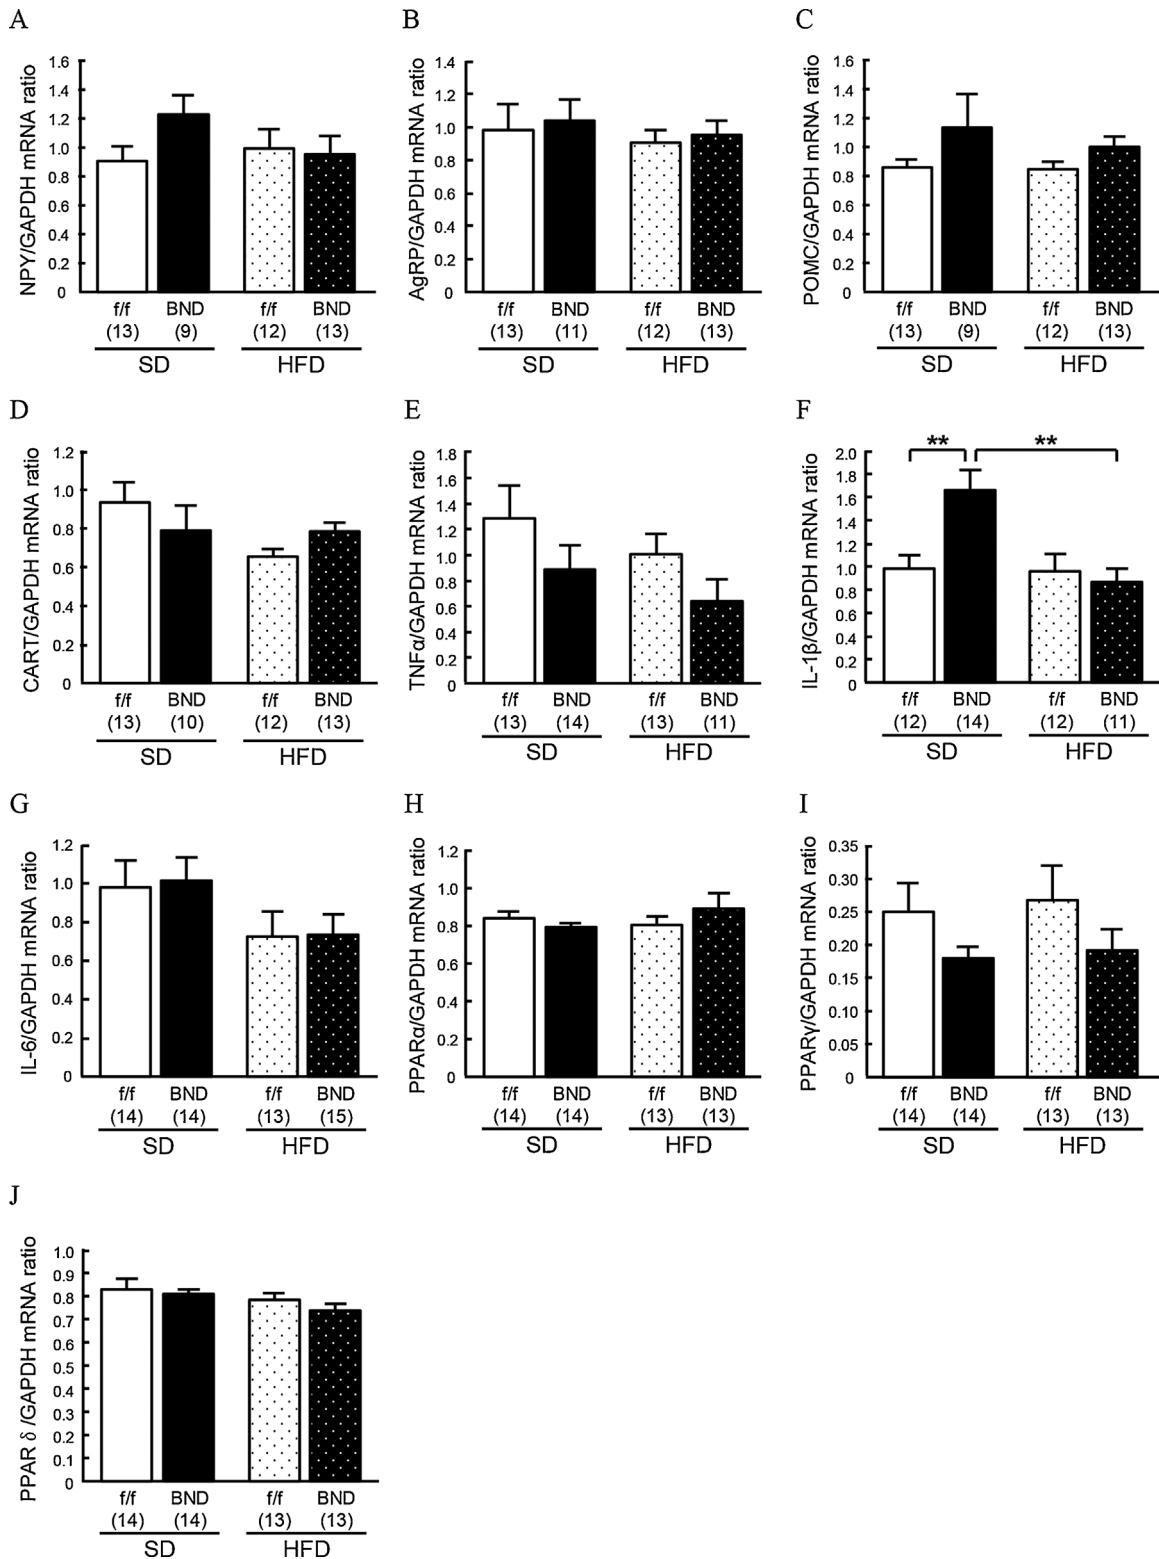 A
NPY/GAPDH mRNA ratio
1.6
1.4
1.2
1.0
0.8
0.6
0.4
0.2
0
f/f BND f/f BND
(13) (9) (12) (13)
SD HFD
B
AgRP/GAPDH mRNA ratio
1.4
1.2
1.0
0.8
0.6
0.4
0.2
0
f/f BND f/f BND
(13) (11) (12) (13)
SD HFD
C
POMC/GAPDH mRNA ratio
1.6
1.4
1.2
1.0
0.8
0.6
0.4
0.2
0
f/f BND f/f BND
(13) (9) (12) (13)
SD HFD
D
CART/GAPDH mRNA ratio
1.2
1.0
0.8
0.6
0.4
0.2
0
f/f BND f/f BND
(13) (10) (12) (13)
SD HFD
E
TNFα/GAPDH mRNA ratio
1.8
1.6
1.4
1.2
1.0
0.8
0.6
0.4
0.2
0
f/f BND f/f BND
(13) (14) (13) (11)
SD HFD
F
IL-1β/GAPDH mRNA ratio
** **
2.0
1.8
1.6
1.4
1.2
1.0
0.8
0.6
0.4
0.2
0
f/f BND f/f BND
(12) (14) (12) (11)
SD HFD
G
IL-6/GAPDH mRNA ratio
1.2
1.0
0.8
0.6
0.4
0.2
0
f/f BND f/f BND
(14) (14) (13) (15)
SD HFD
H
PPARα/GAPDH mRNA ratio
1.2
1.0
0.8
0.6
0.4
0.2
0
f/f BND f/f BND
(14) (14) (13) (13)
SD HFD
I
PPARγ/GAPDH mRNA ratio
0.35
0.30
0.25
0.20
0.15
0.10
0.05
0
f/f BND f/f BND
(14) (14) (13) (13)
SD HFD
J
PPAR δ /GAPDH mRNA ratio
1.0
0.9
0.8
0.7
0.6
0.5
0.4
0.3
0.2
0.1
0
f/f BND f/f BND
(14) (14) (13) (13)
SD HFD